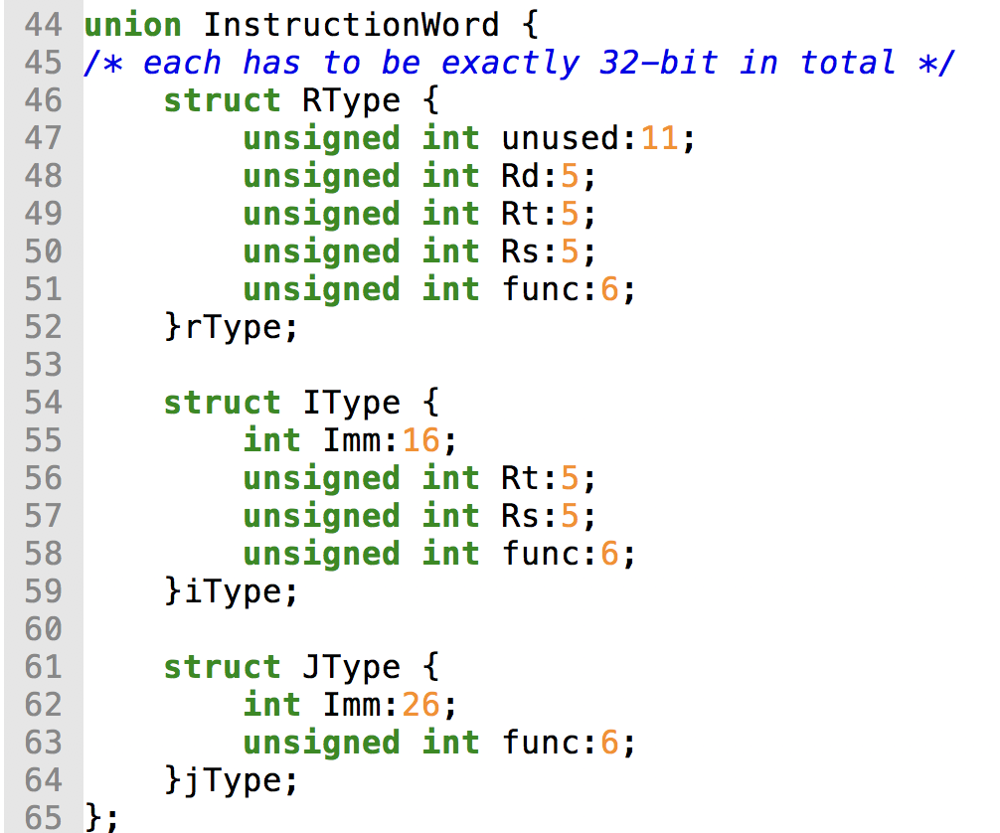 44 union InstructionWord {
45 /* each has to be exactly 32-bit in total */
46     struct RType {
47         unsigned int unused:11;
48         unsigned int Rd:5;
49         unsigned int Rt:5;
50         unsigned int Rs:5;
51         unsigned int func:6;
52     }rType;
53
54     struct IType {
55         int Imm:16;
56         unsigned int Rt:5;
57         unsigned int Rs:5;
58         unsigned int func:6;
59     }iType;
60
61     struct JType {
62         int Imm:26;
63         unsigned int func:6;
64     }jType;
65 };